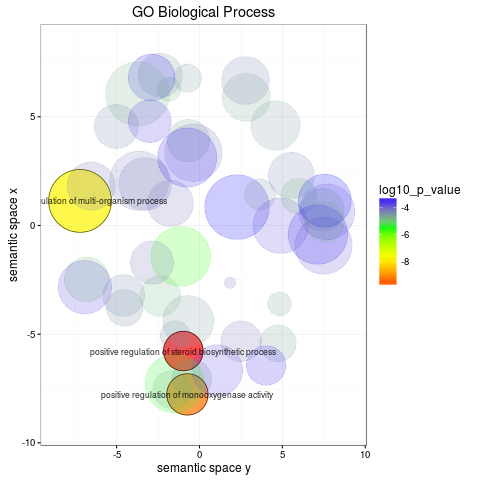 GO Biological Process
semantic space x
5
0
-5
-10
ulation of multi-organism process
positive regulation of steroid biosynthetic process
positive regulation of monooxygenase activity
-5
0
5
10
semantic space y
log10_p_value
-4
-6
-8